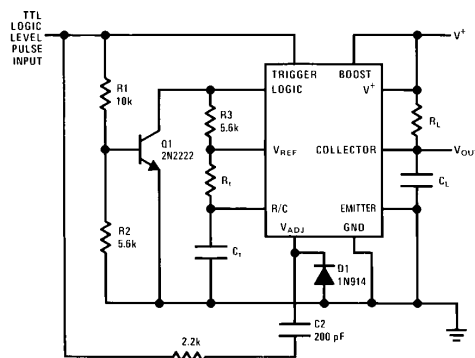 TTL
LOGIC
LEVEL
PULSE
INPUT
V+
TRIGGER
BOOST
LOGIC
V+
R1
10k
R3
5.6k
RL
Q1
2N2222
VREF
COLLECTOR
VOUT
Rt
CL
R/C
EMITTER
VADJ
GND
R2
5.6k
Ct
D1
1N914
C2
200 pF
2.2k